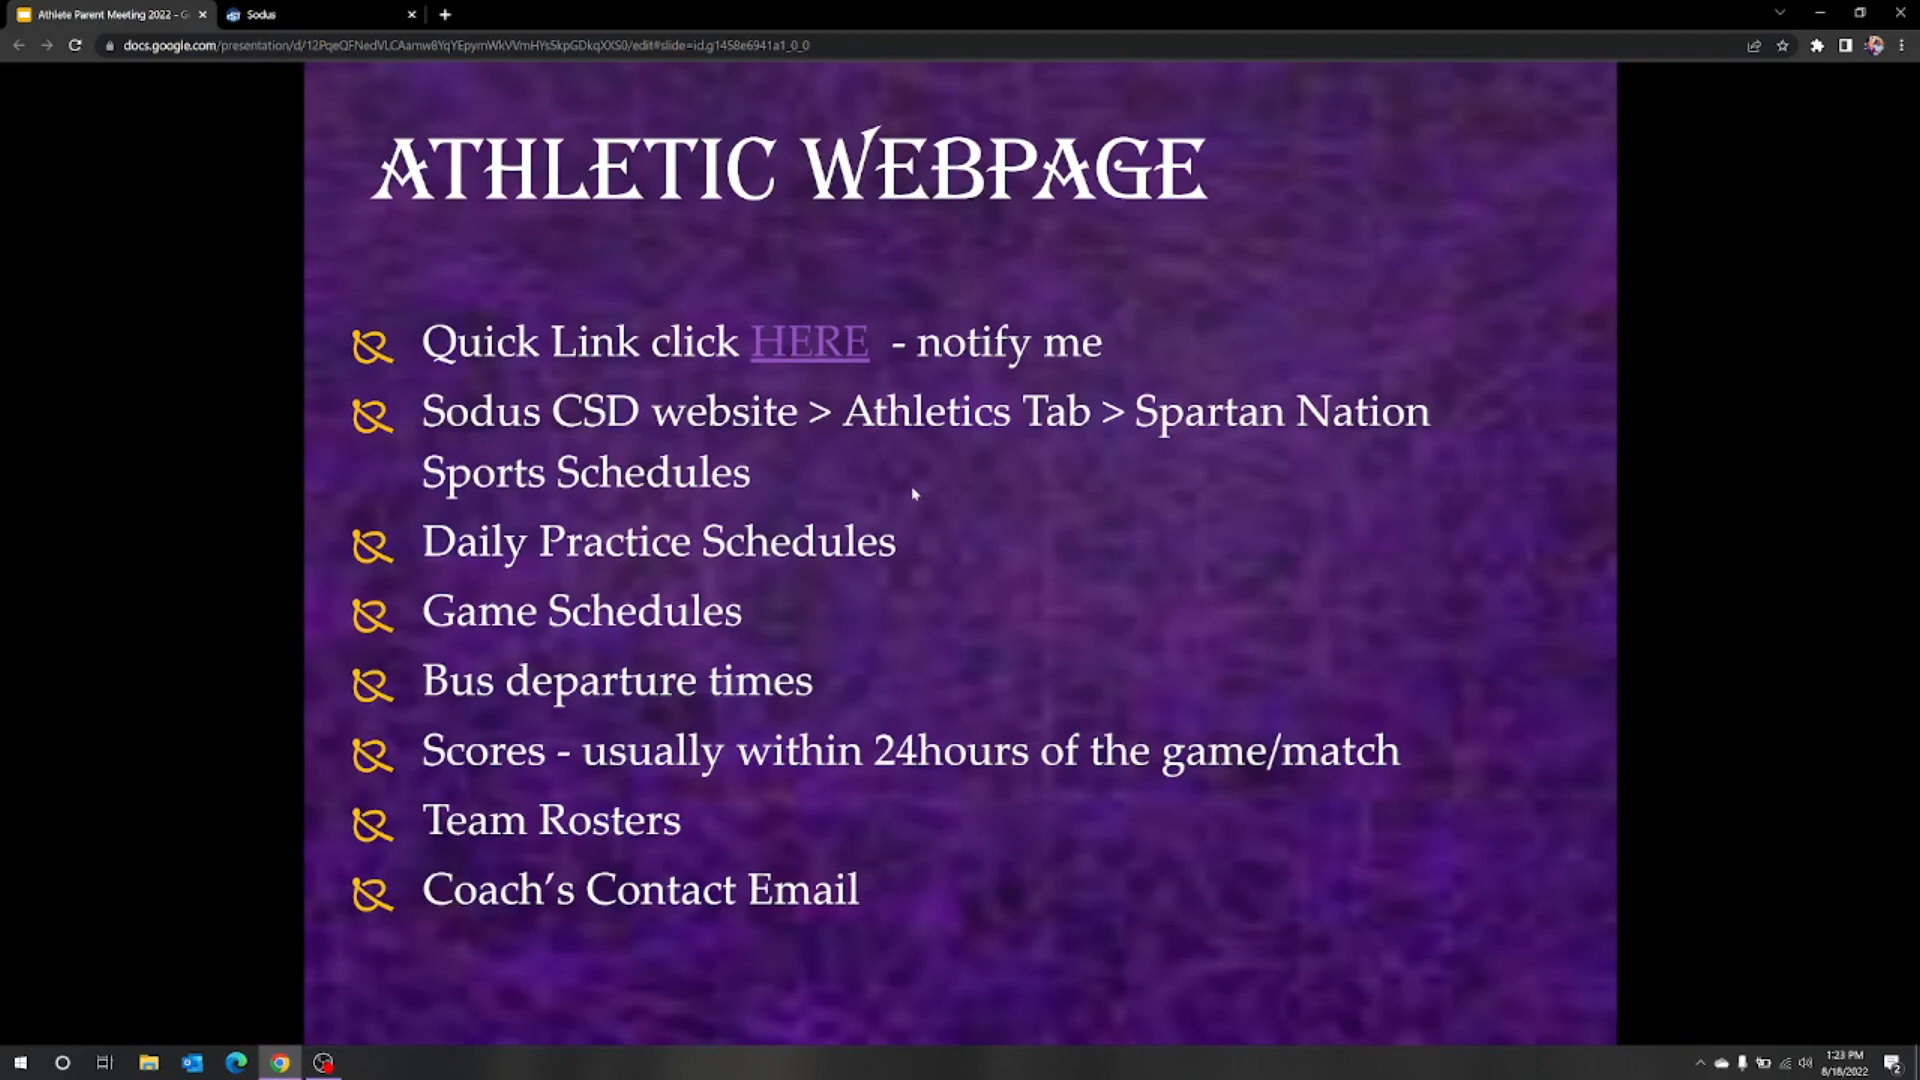 Athlete Parent Meeting 2022 - G
Sodus
docs.google.com/presentation/d/12PqeQFNedVLCAamw8YqYEpymWkVVmHYs5kpGDkqXXS0/edit#slide=id.g1458e6941a1_0_0
ATHLETIC WEBPAGE
Quick Link click HERE - notify me
Sodus CSD website > Athletics Tab > Spartan Nation
Sports Schedules
Daily Practice Schedules
Game Schedules
Bus departure times
Scores - usually within 24hours of the game/match
Team Rosters
Coach’s Contact Email
1:23 PM
8/18/2022
2